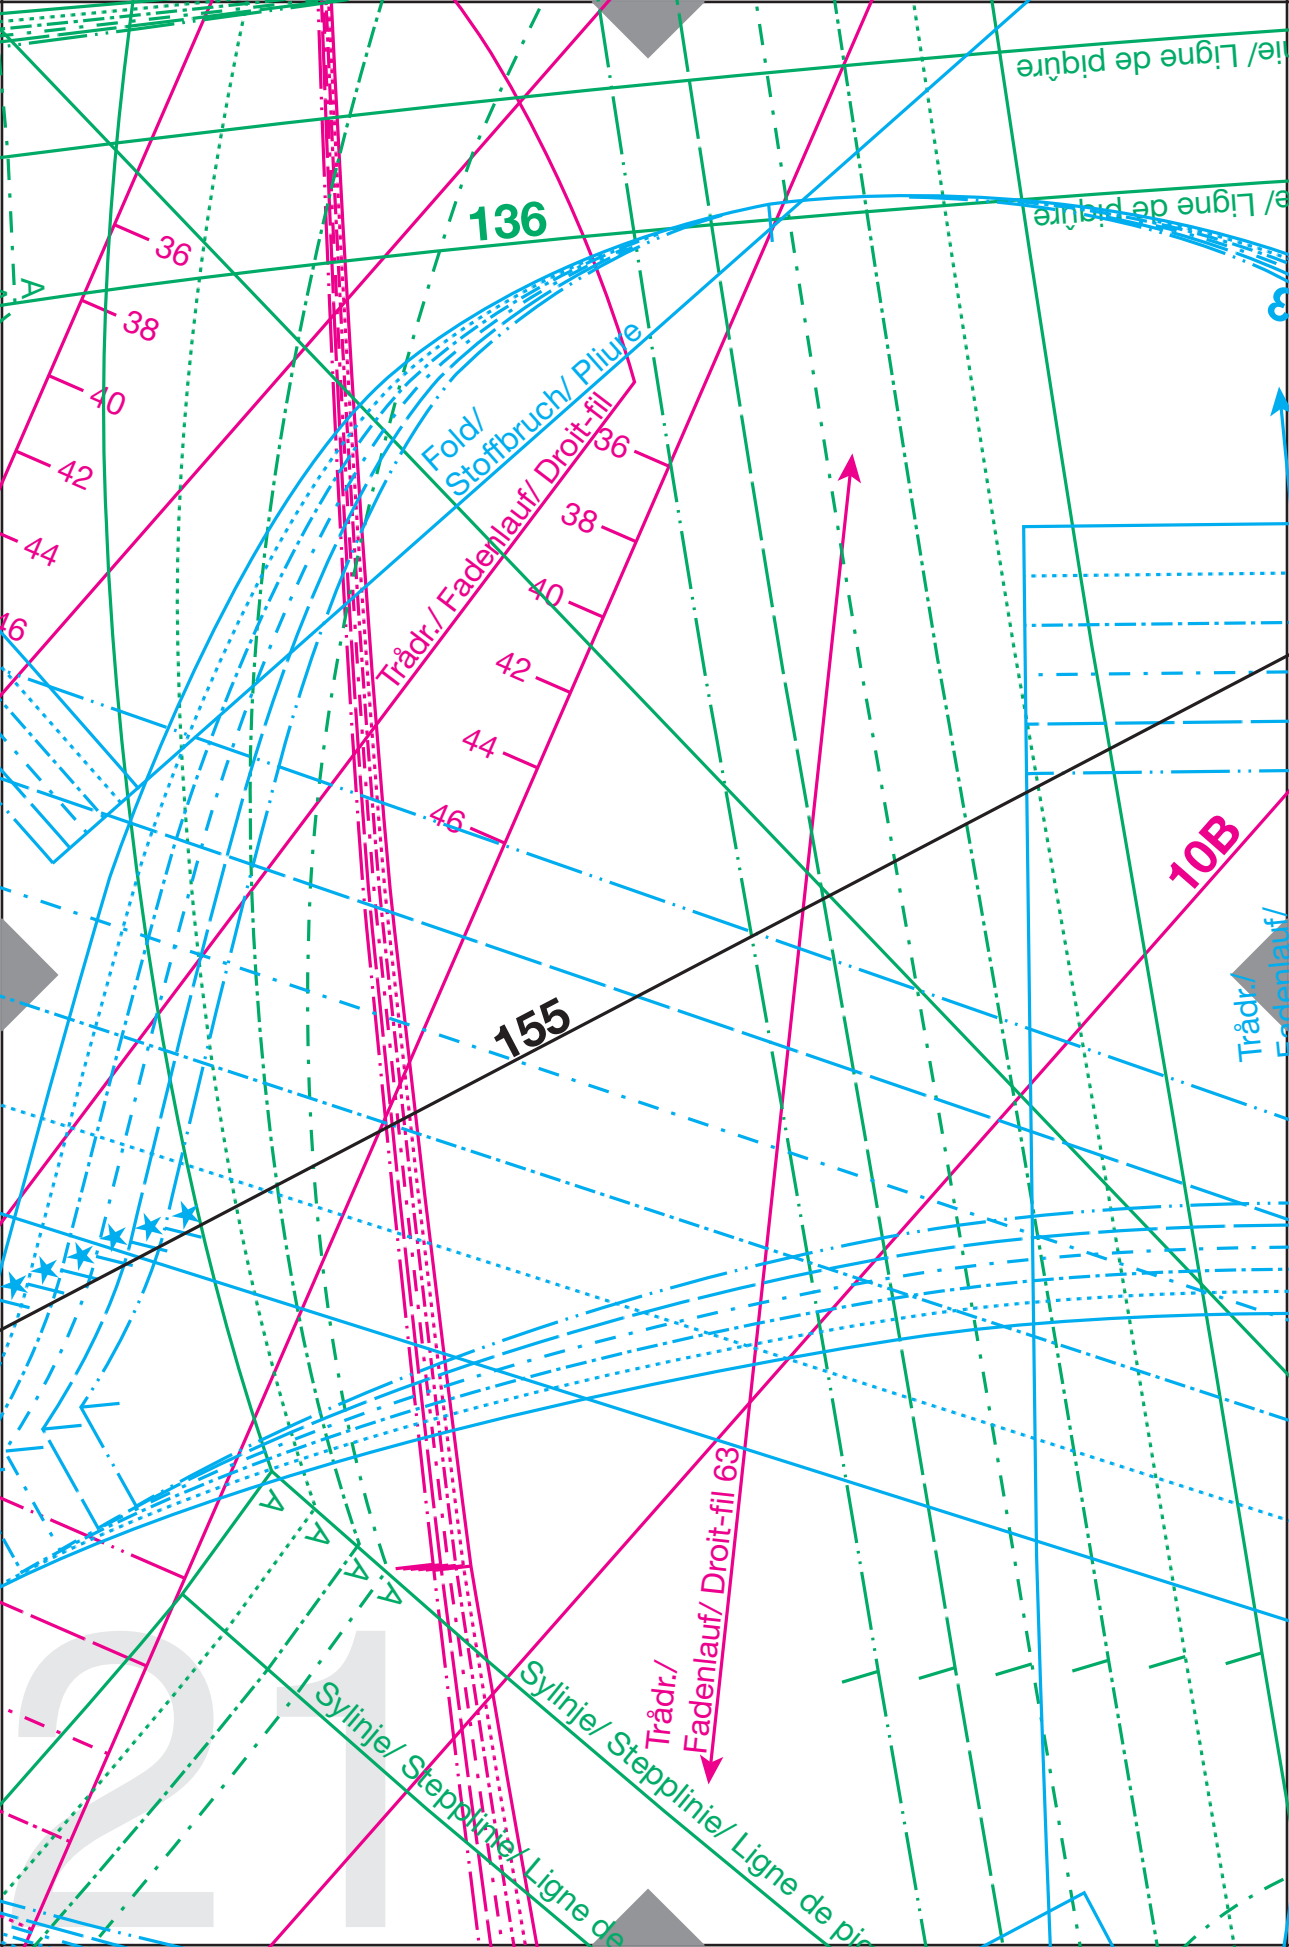 nie/ Ligne de piqûre
e/ Ligne de piqûre
136
A
36
38
40
42
44
46
Fold/
Stoffbruch/ Pliure
Trådr./ Fadenlauf/ Droit-fil
36
38
40
42
44
46
3
10B
Trådr./
Fadenlauf/
155
A
A
A
A
Trådr./
Fadenlauf/ Droit-fil 63
Sylinje/ Stepplinie/ Ligne de pi
Sylinje/ Stepplinie/ Ligne de
21